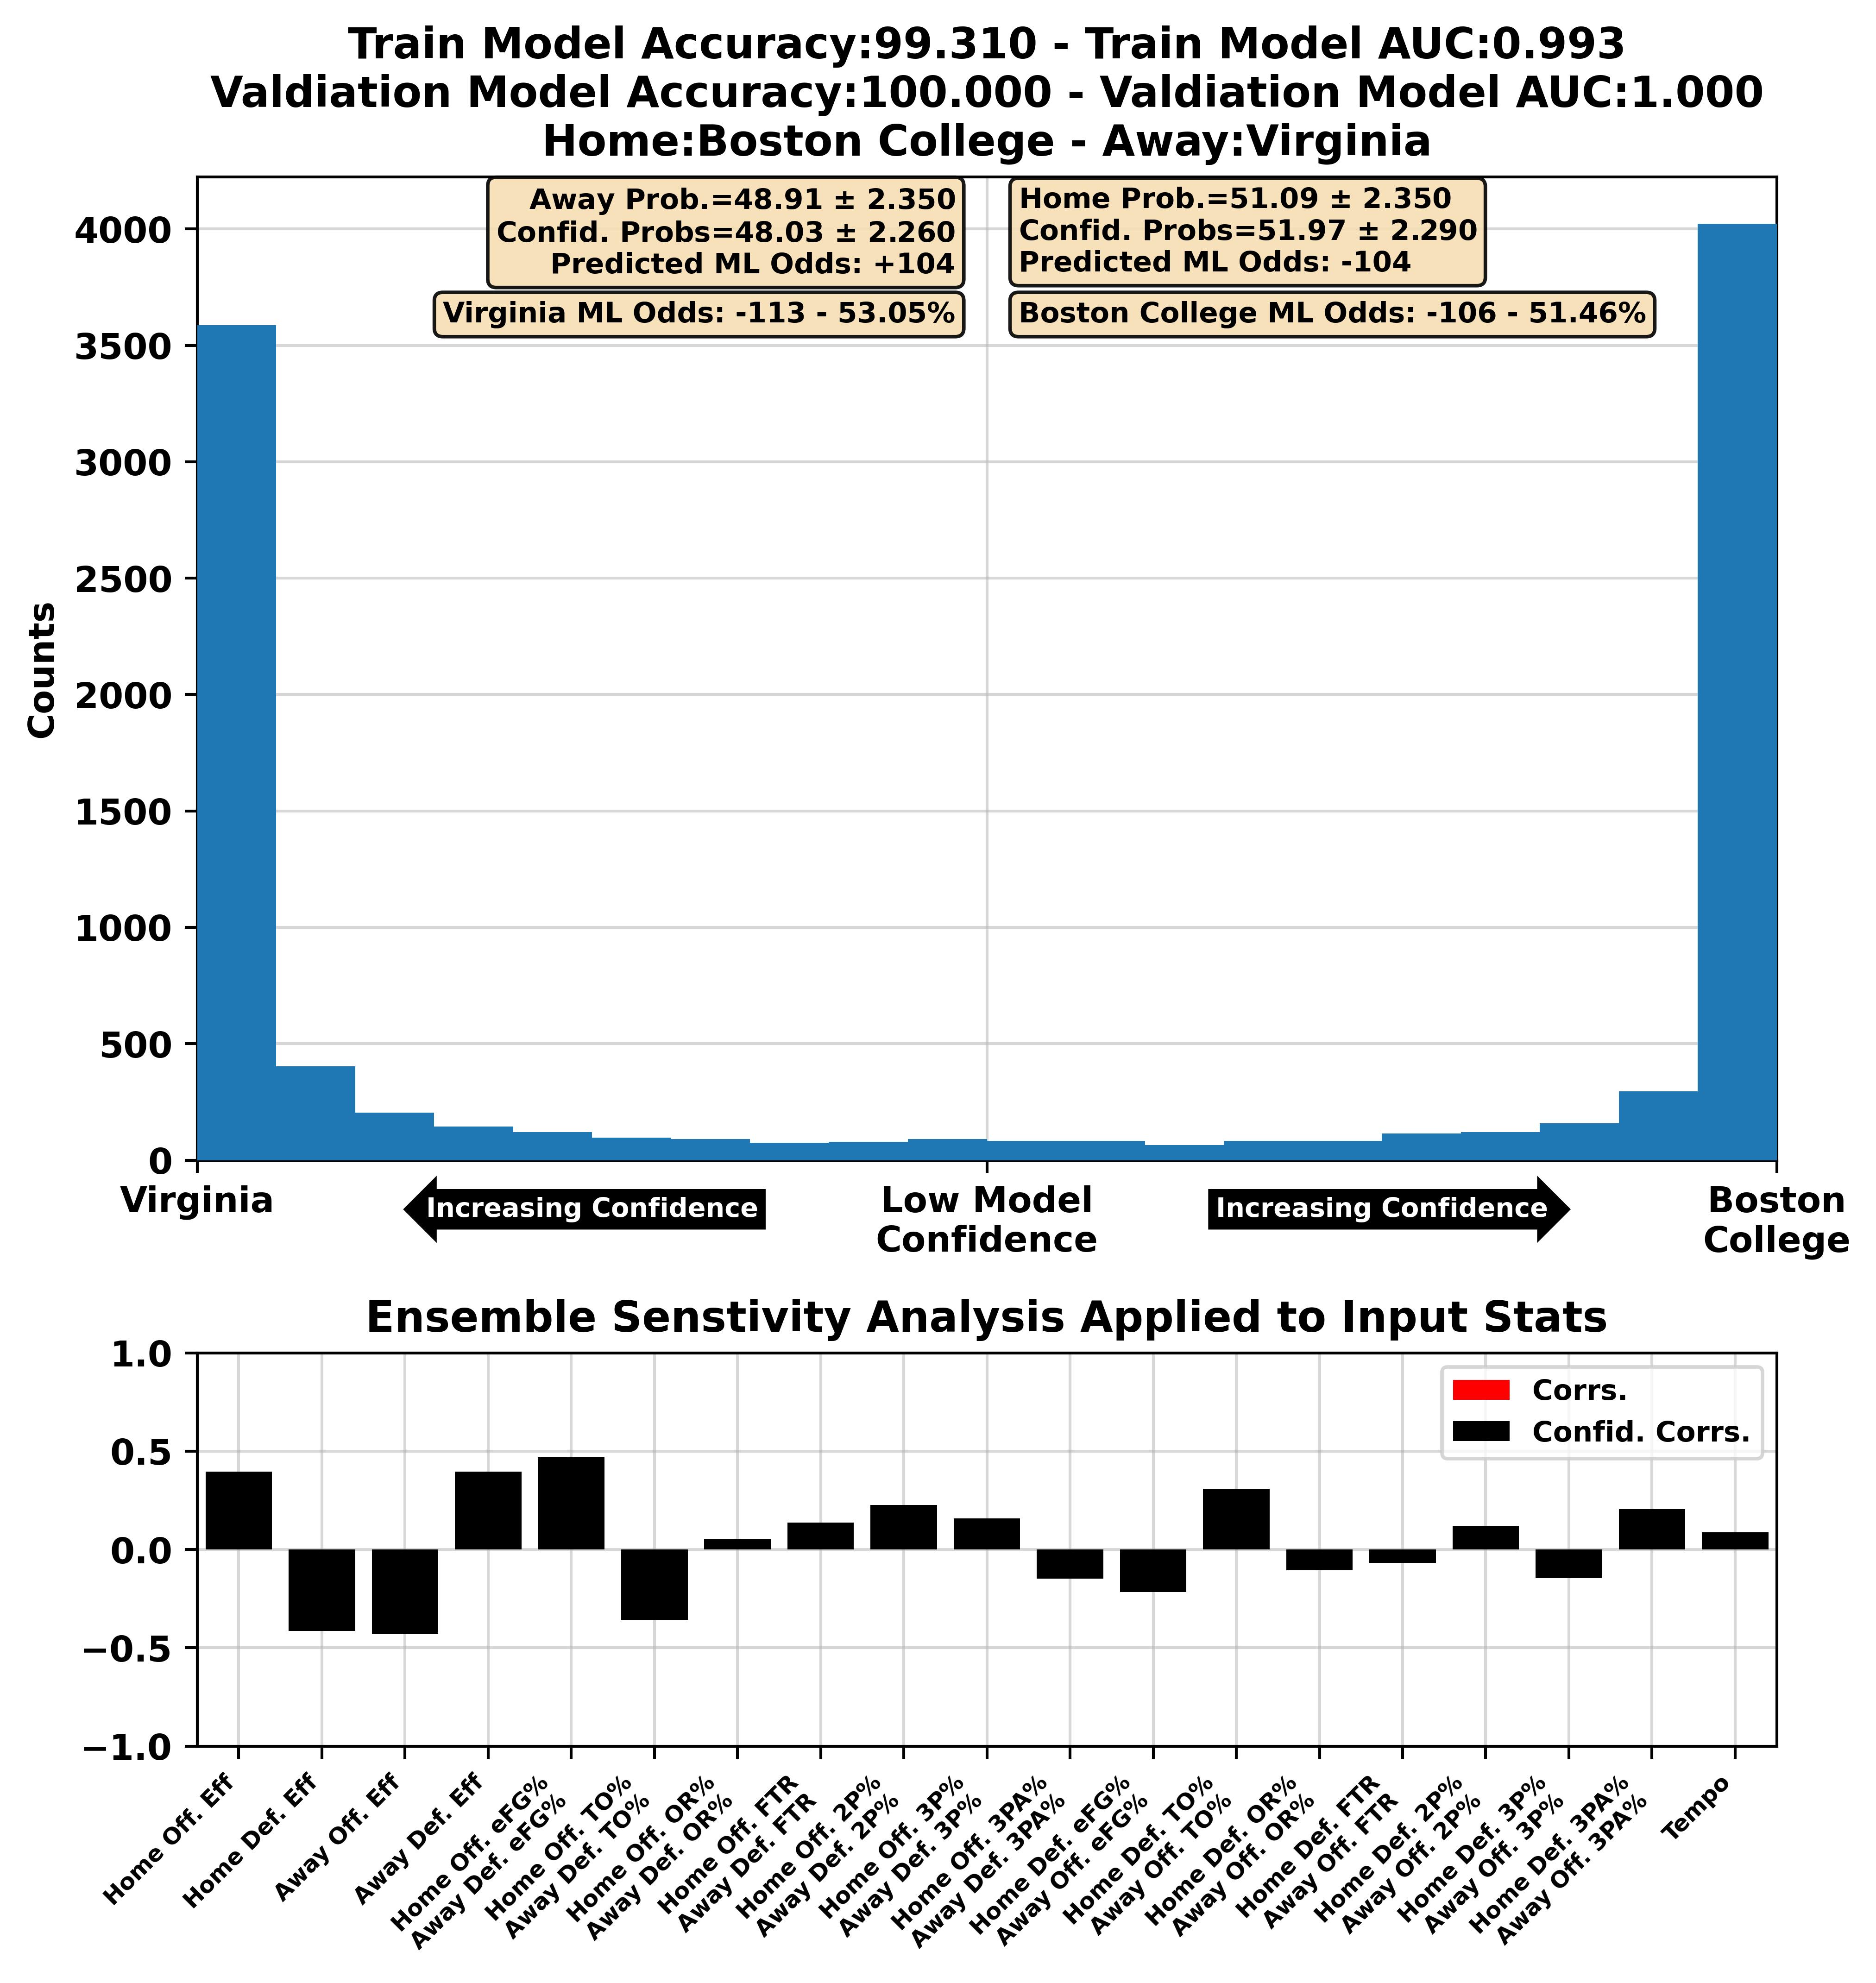 Train Model Accuracy:99.310 - Train Model AUC:0.993
Valdiation Model Accuracy:100.000 - Valdiation Model AUC:1.000
Home:Boston College - Away:Virginia
Away Prob.=48.91 ± 2.350
Confid. Probs=48.03 ± 2.260
Predicted ML Odds: +104
Home Prob.=51.09 ± 2.350
Confid. Probs=51.97 ± 2.290
Predicted ML Odds: -104
Virginia ML Odds: -113 - 53.05%
Boston College ML Odds: -106 - 51.46%
Counts
4000
3500
3000
2500
2000
1500
1000
500
0
Virginia
Increasing Confidence
Low Model
Confidence
Increasing Confidence
Boston
College
Ensemble Senstivity Analysis Applied to Input Stats
1.0
0.5
0.0
−0.5
−1.0
Corrs.
Confid. Corrs.
Home Off. Eff
Home Def. Eff
Away Off. Eff
Away Def. Eff
Home Off. eFG%
Away Def. eFG%
Home Off. TO%
Away Def. TO%
Home Off. OR%
Away Def. OR%
Home Off. FTR
Away Def. FTR
Home Off. 2P%
Away Def. 2P%
Home Off. 3P%
Away Def. 3P%
Home Off. 3PA%
Away Def. 3PA%
Home Def. eFG%
Away Off. eFG%
Home Def. TO%
Away Off. TO%
Home Def. OR%
Away Off. OR%
Home Def. FTR
Away Off. FTR
Home Def. 2P%
Away Off. 2P%
Home Def. 3P%
Away Off. 3P%
Home Def. 3PA%
Away Off. 3PA%
Tempo